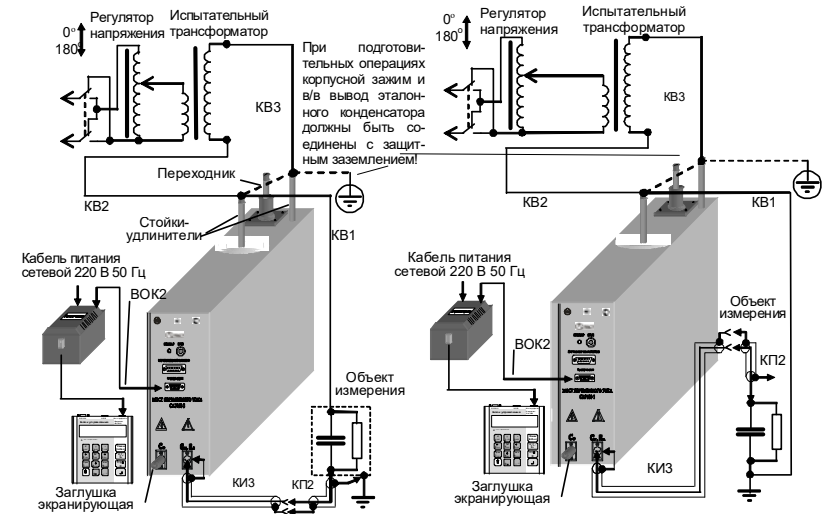 Регулятор
напряжения
Испытательный
трансформатор
0°
180°
При подготови-
тельных операциях
корпусной зажим и
в/в вывод эталон-
ного конденсатора
должны быть со-
единены с защит-
ным заземлением!
КВ3
Переходник
КВ2
Стойки-
удлинители
КВ1
Кабель питания
сетевой 220 В 50 Гц
ВОК2
Объект
измерения
КИ3
КП2
Заглушка
экранирующая
Регулятор
напряжения
Испытательный
трансформатор
0°
180°
КВ3
КВ2
КВ1
Кабель питания
сетевой 220 В 50 Гц
ВОК2
Объект
измерения
КП2
КИ3
Заглушка
экранирующая